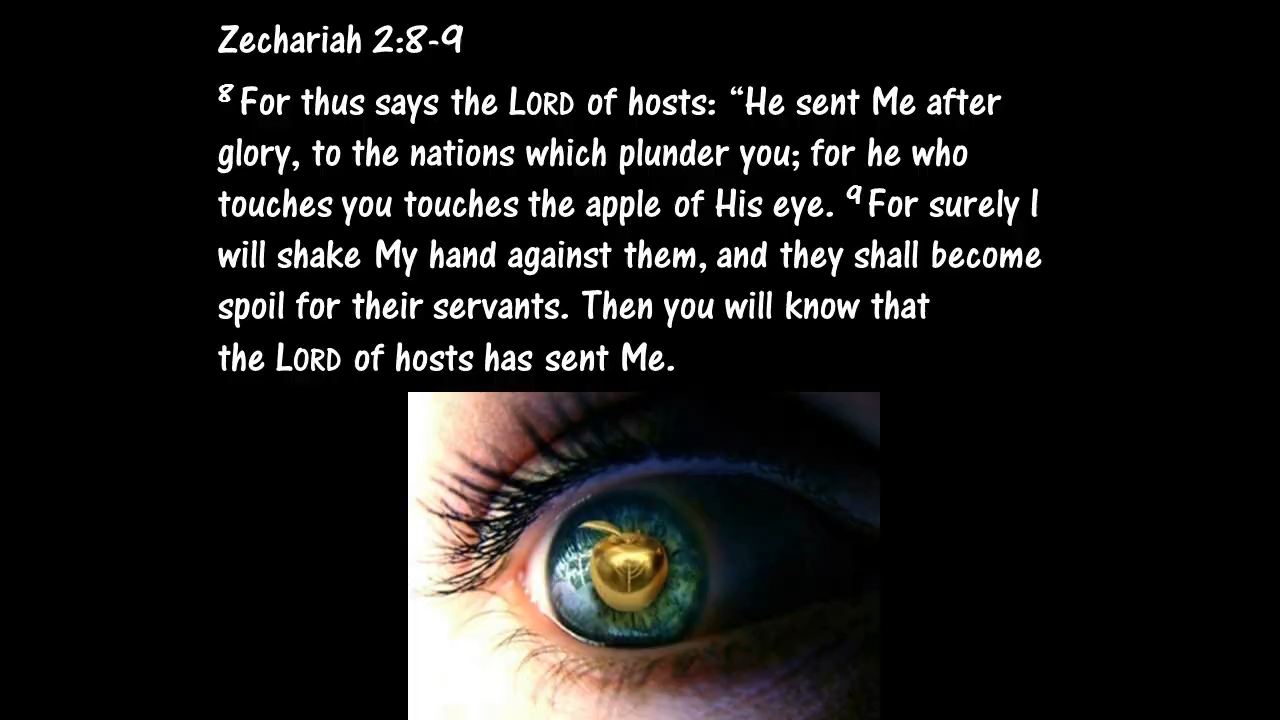 Zechariah 2:8-9
8 For thus says the LORD of hosts: “He sent Me after
glory, to the nations which plunder you; for he who
touches you touches the apple of His eye. 9 For surely I
will shake My hand against them, and they shall become
spoil for their servants. Then you will know that
the LORD of hosts has sent Me.